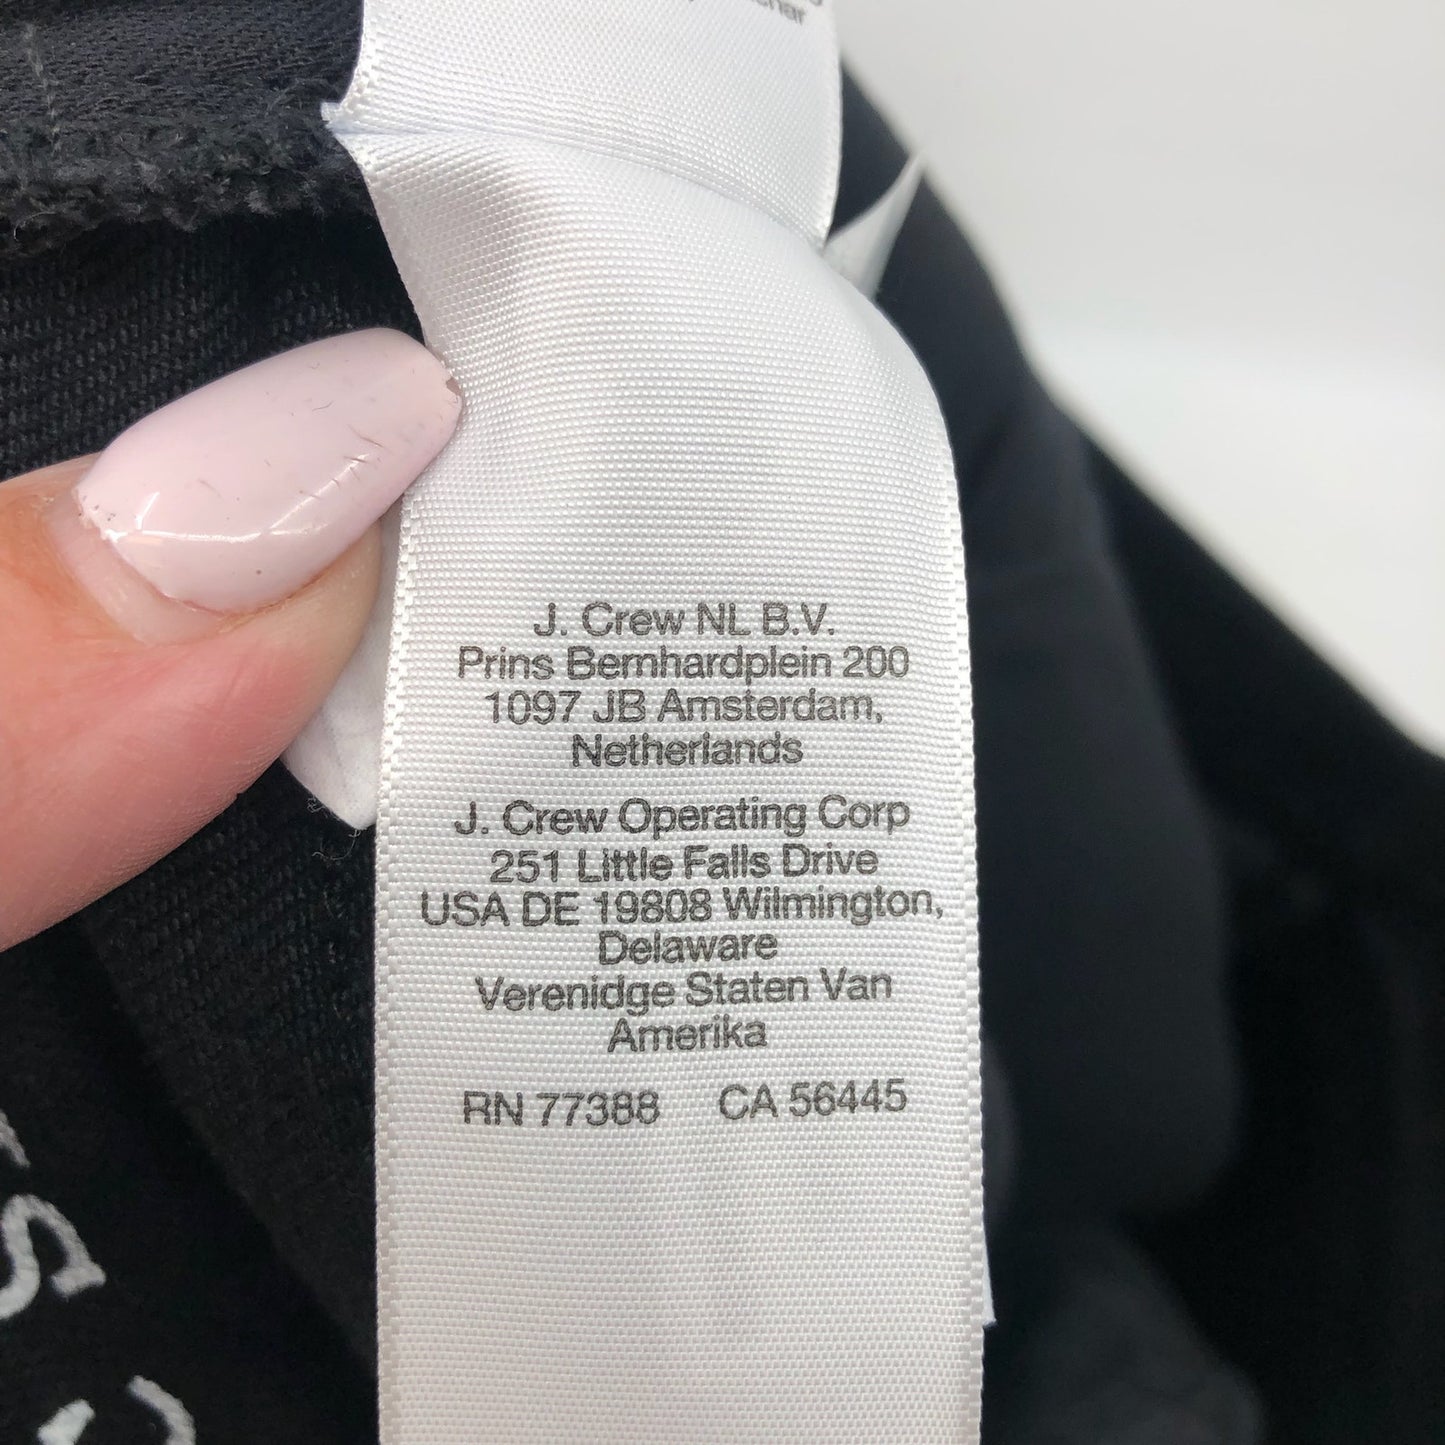 J. Crew NL B.V.
Prins Bernhardplein 200
1097 JB Amsterdam,
Netherlands
J. Crew Operating Corp
251 Little Falls Drive
USA DE 19808 Wilmington,
Delaware
Verenidge Staten Van
Amerika
RN 77388 CA 56445